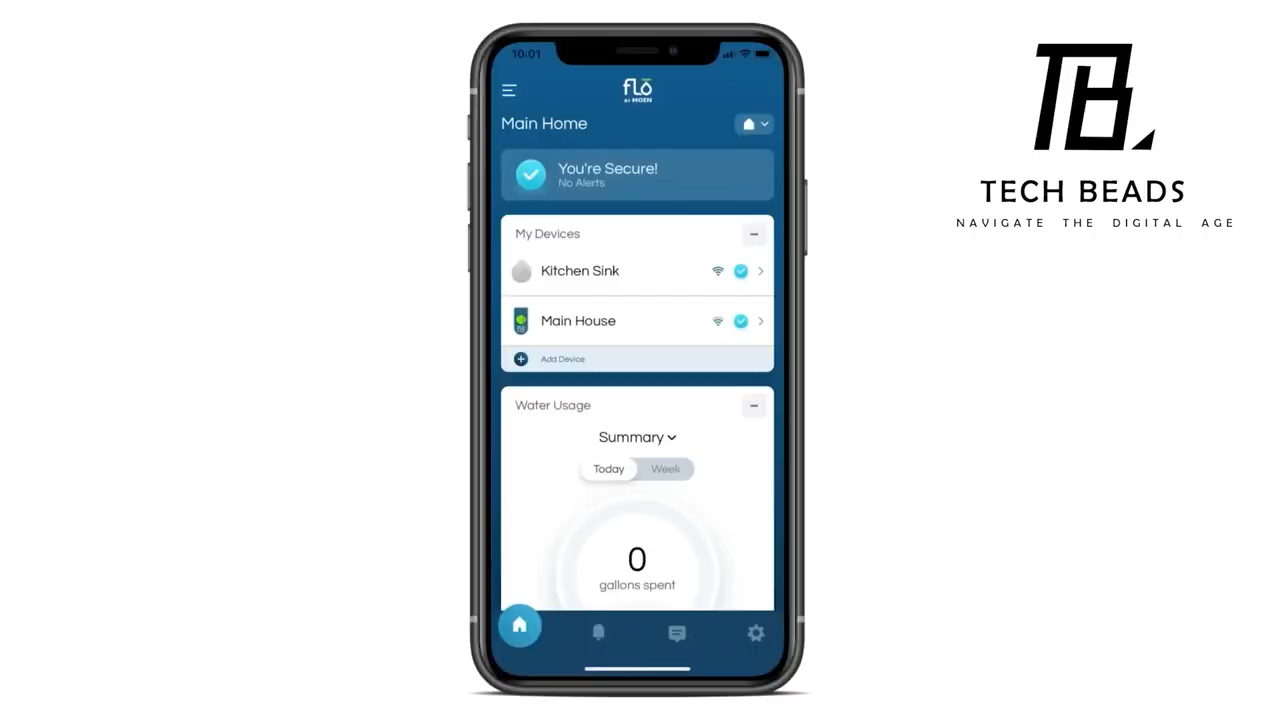 10:01
flō
BY MOEN
Main Home
You're Secure!
No Alerts
My Devices
Kitchen Sink
Main House
Add Device
Water Usage
Summary
Today Week
0
gallons spent
TB
TECH BEADS
NAVIGATE THE DIGITAL AGE